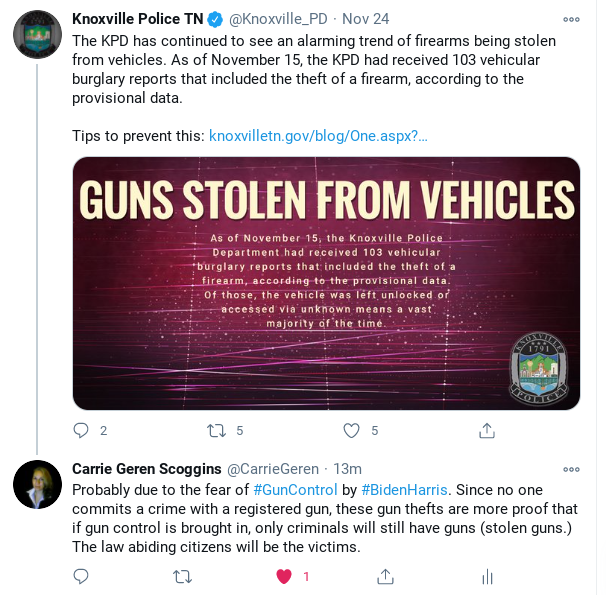 Knoxville Police TN @Knoxville_PD · Nov 24
The KPD has continued to see an alarming trend of firearms being stolen
from vehicles. As of November 15, the KPD had received 103 vehicular
burglary reports that included the theft of a firearm, according to the
provisional data.
Tips to prevent this: knoxvilletn.gov/blog/One.aspx?...
GUNS STOLEN FROM VEHICLES
As of November 15, the Knoxville Police
Department had received 103 vehicular
burglary reports that included the theft of a
firearm, according to the provisional data.
Of those, the vehicle was left unlocked or
accessed via unknown means a vast
majority of the time.
KNOXVILLE
1791
POLICE
2 5 5
Carrie Geren Scoggins @CarrieGeren · 13m
Probably due to the fear of #GunControl by #BidenHarris. Since no one
commits a crime with a registered gun, these gun thefts are more proof that
if gun control is brought in, only criminals will still have guns (stolen guns.)
The law abiding citizens will be the victims.
1